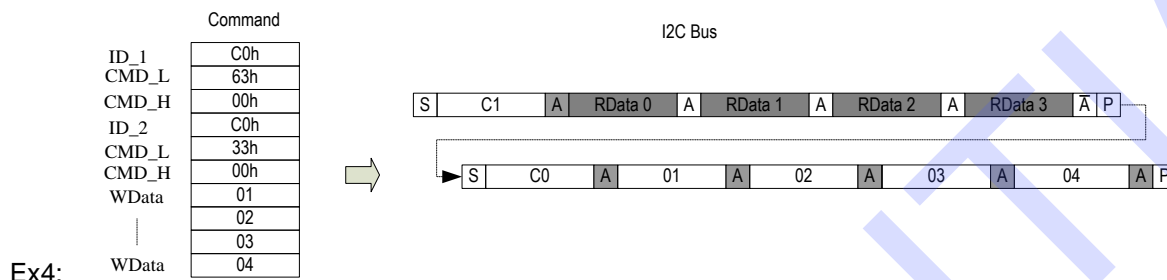 Command
I2C Bus
ID_1 C0h
CMD_L 63h
CMD_H 00h
ID_2 C0h
CMD_L 33h
CMD_H 00h
WData 01
02
03
WData 04
S C1 A RData 0 A RData 1 A RData 2 A RData 3 A̅ P
S C0 A 01 A 02 A 03 A 04 A P
Ex4: